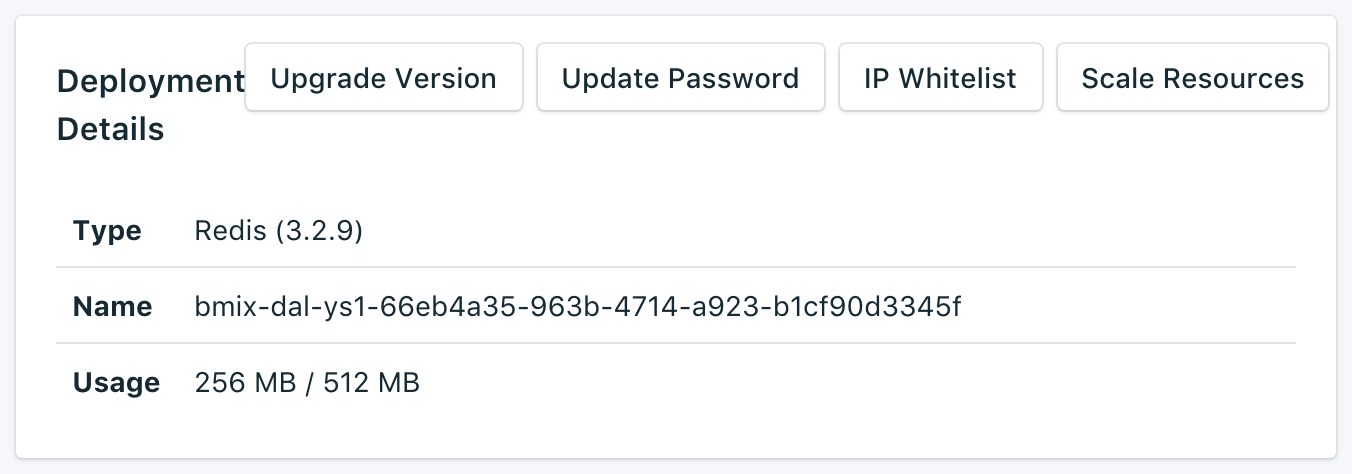 Deployment Upgrade Version Update Password IP Whitelist Scale Resources
Details
Type Redis (3.2.9)
Name bmix-dal-ys1-66eb4a35-963b-4714-a923-b1cf90d3345f
Usage 256 MB / 512 MB